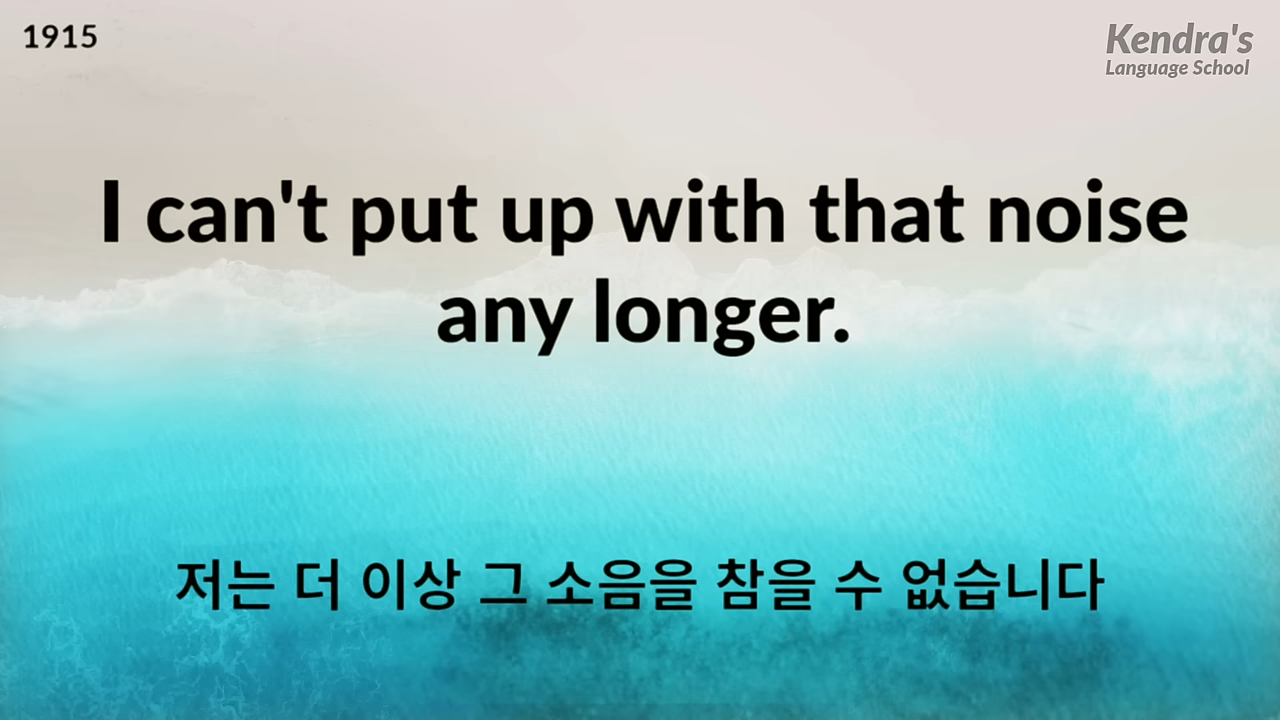 1915
Kendra's
Language School
I can't put up with that noise
any longer.
저는 더 이상 그 소음을 참을 수 없습니다